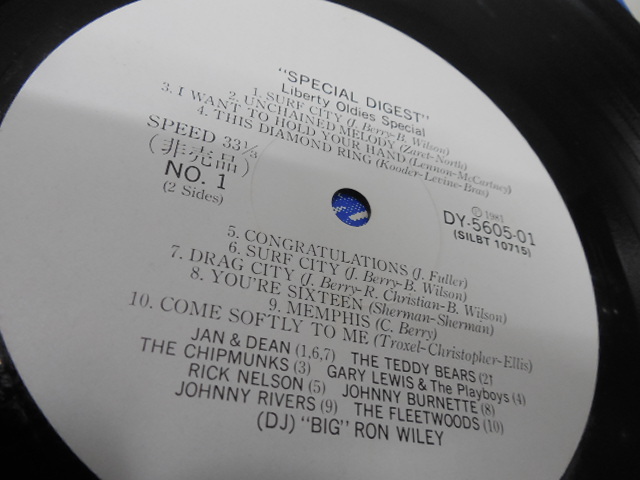 "SPECIAL DIGEST"
Liberty Oldies Special
1. SURF CITY (J. Berry-B. Wilson)
2. UNCHAINED MELODY (Zaret-North)
3. I WANT TO HOLD YOUR HAND (Lennon-McCartney)
4. THIS DIAMOND RING (Kooder-Levine-Bras)
SPEED 33 1/3
(非売品)
NO. 1
(2 Sides)
Ⓟ 1983
DY-5605-01
(SILBT 10715)
5. CONGRATULATIONS (J. Fuller)
6. SURF CITY (J. Berry-B. Wilson)
7. DRAG CITY (J. Berry-R. Christian-B. Wilson)
8. YOU'RE SIXTEEN (Sherman-Sherman)
9. MEMPHIS (C. Berry)
10. COME SOFTLY TO ME (Troxel-Christopher-Ellis)
JAN & DEAN (1,6,7) THE TEDDY BEARS (2)
THE CHIPMUNKS (3) GARY LEWIS & The Playboys (4)
RICK NELSON (5) JOHNNY BURNETTE (8)
JOHNNY RIVERS (9) THE FLEETWOODS (10)
(DJ) "BIG" RON WILEY